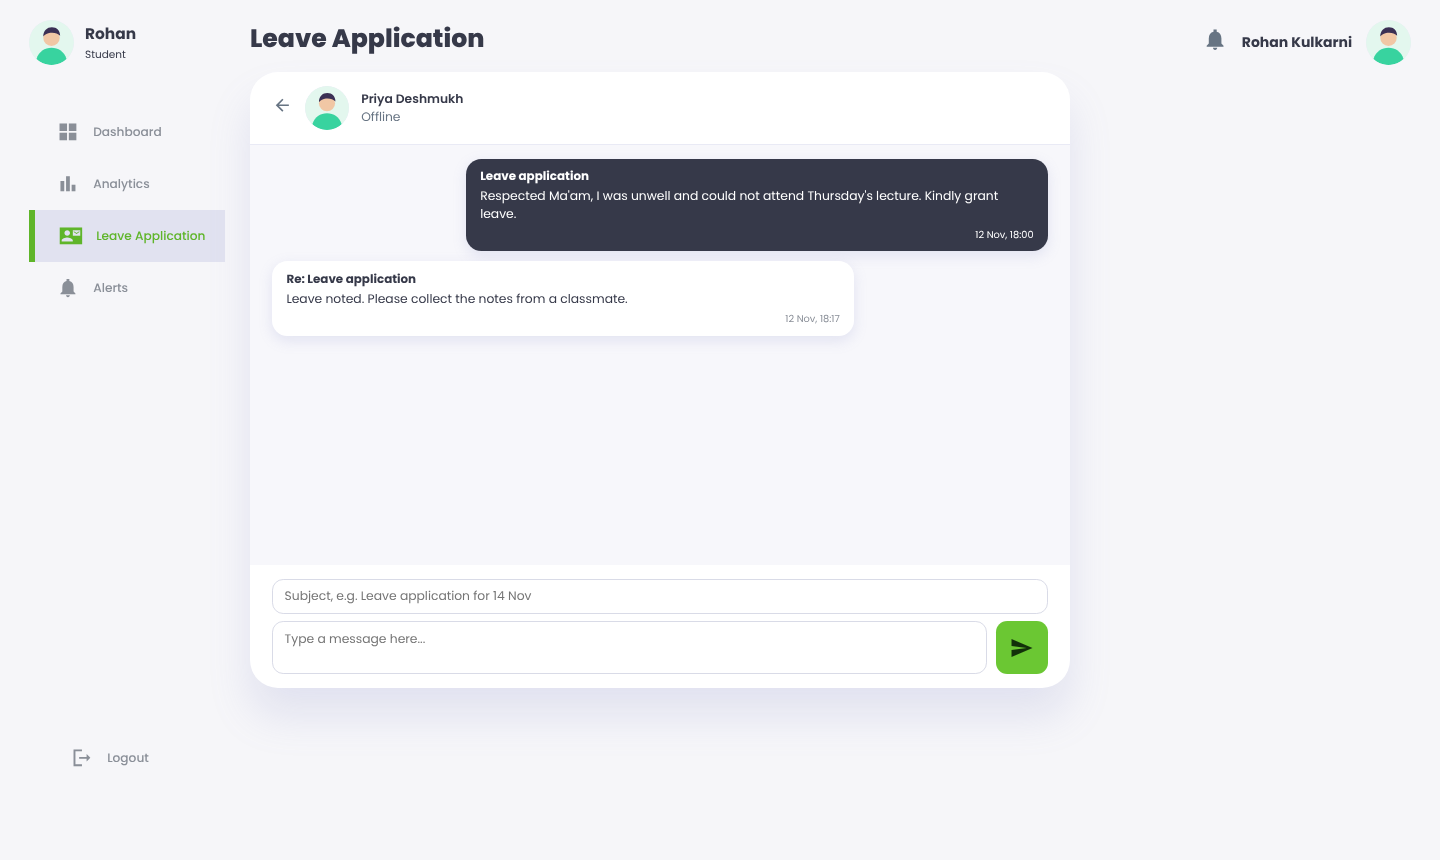 Rohan
Student
Dashboard
Analytics
Leave Application
Alerts
Logout
Leave Application
Rohan Kulkarni
Priya Deshmukh
Offline
Leave application
Respected Ma'am, I was unwell and could not attend Thursday's lecture. Kindly grant
leave.
12 Nov, 18:00
Re: Leave application
Leave noted. Please collect the notes from a classmate.
12 Nov, 18:17
Subject, e.g. Leave application for 14 Nov
Type a message here...